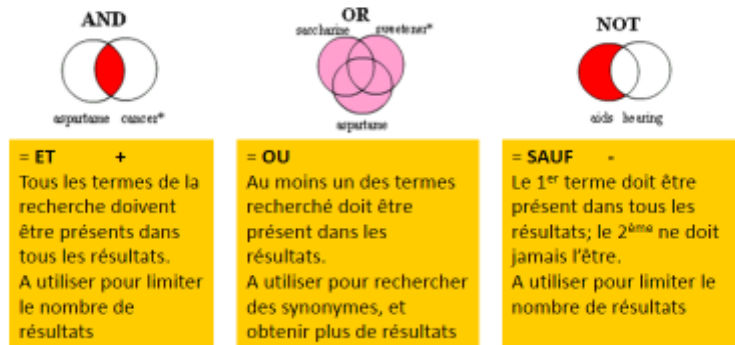 AND
aspartame cancer*
= ET +
Tous les termes de la
recherche doivent
être présents dans
tous les résultats.
A utiliser pour limiter
le nombre de
résultats
OR
saccharine sweetener*
aspartame
= OU
Au moins un des termes
recherché doit être
présent dans les
résultats.
A utiliser pour rechercher
des synonymes, et
obtenir plus de résultats
NOT
aids hearing
= SAUF -
Le 1er terme doit être
présent dans tous les
résultats; le 2ème ne doit
jamais l'être.
A utiliser pour limiter le
nombre de résultats